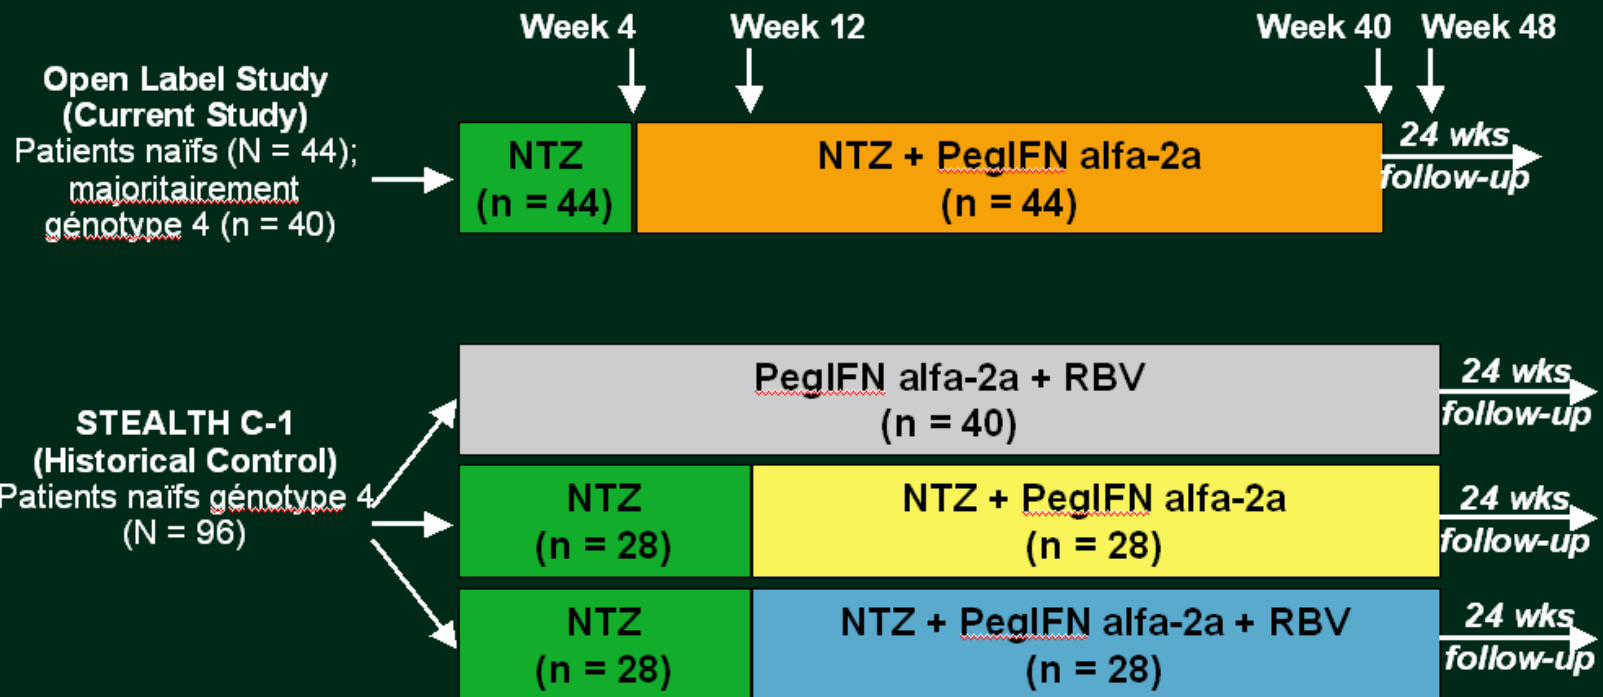 Week 4
Week 12
Week 40
Week 48
Open Label Study
(Current Study)
Patients naïfs (N = 44);
majoritairement
génotype 4 (n = 40)
NTZ
(n = 44)
NTZ + PegIFN alfa-2a
(n = 44)
24 wks
follow-up
STEALTH C-1
(Historical Control)
Patients naïfs génotype 4
(N = 96)
PegIFN alfa-2a + RBV
(n = 40)
24 wks
follow-up
NTZ
(n = 28)
NTZ + PegIFN alfa-2a
(n = 28)
24 wks
follow-up
NTZ
(n = 28)
NTZ + PegIFN alfa-2a + RBV
(n = 28)
24 wks
follow-up